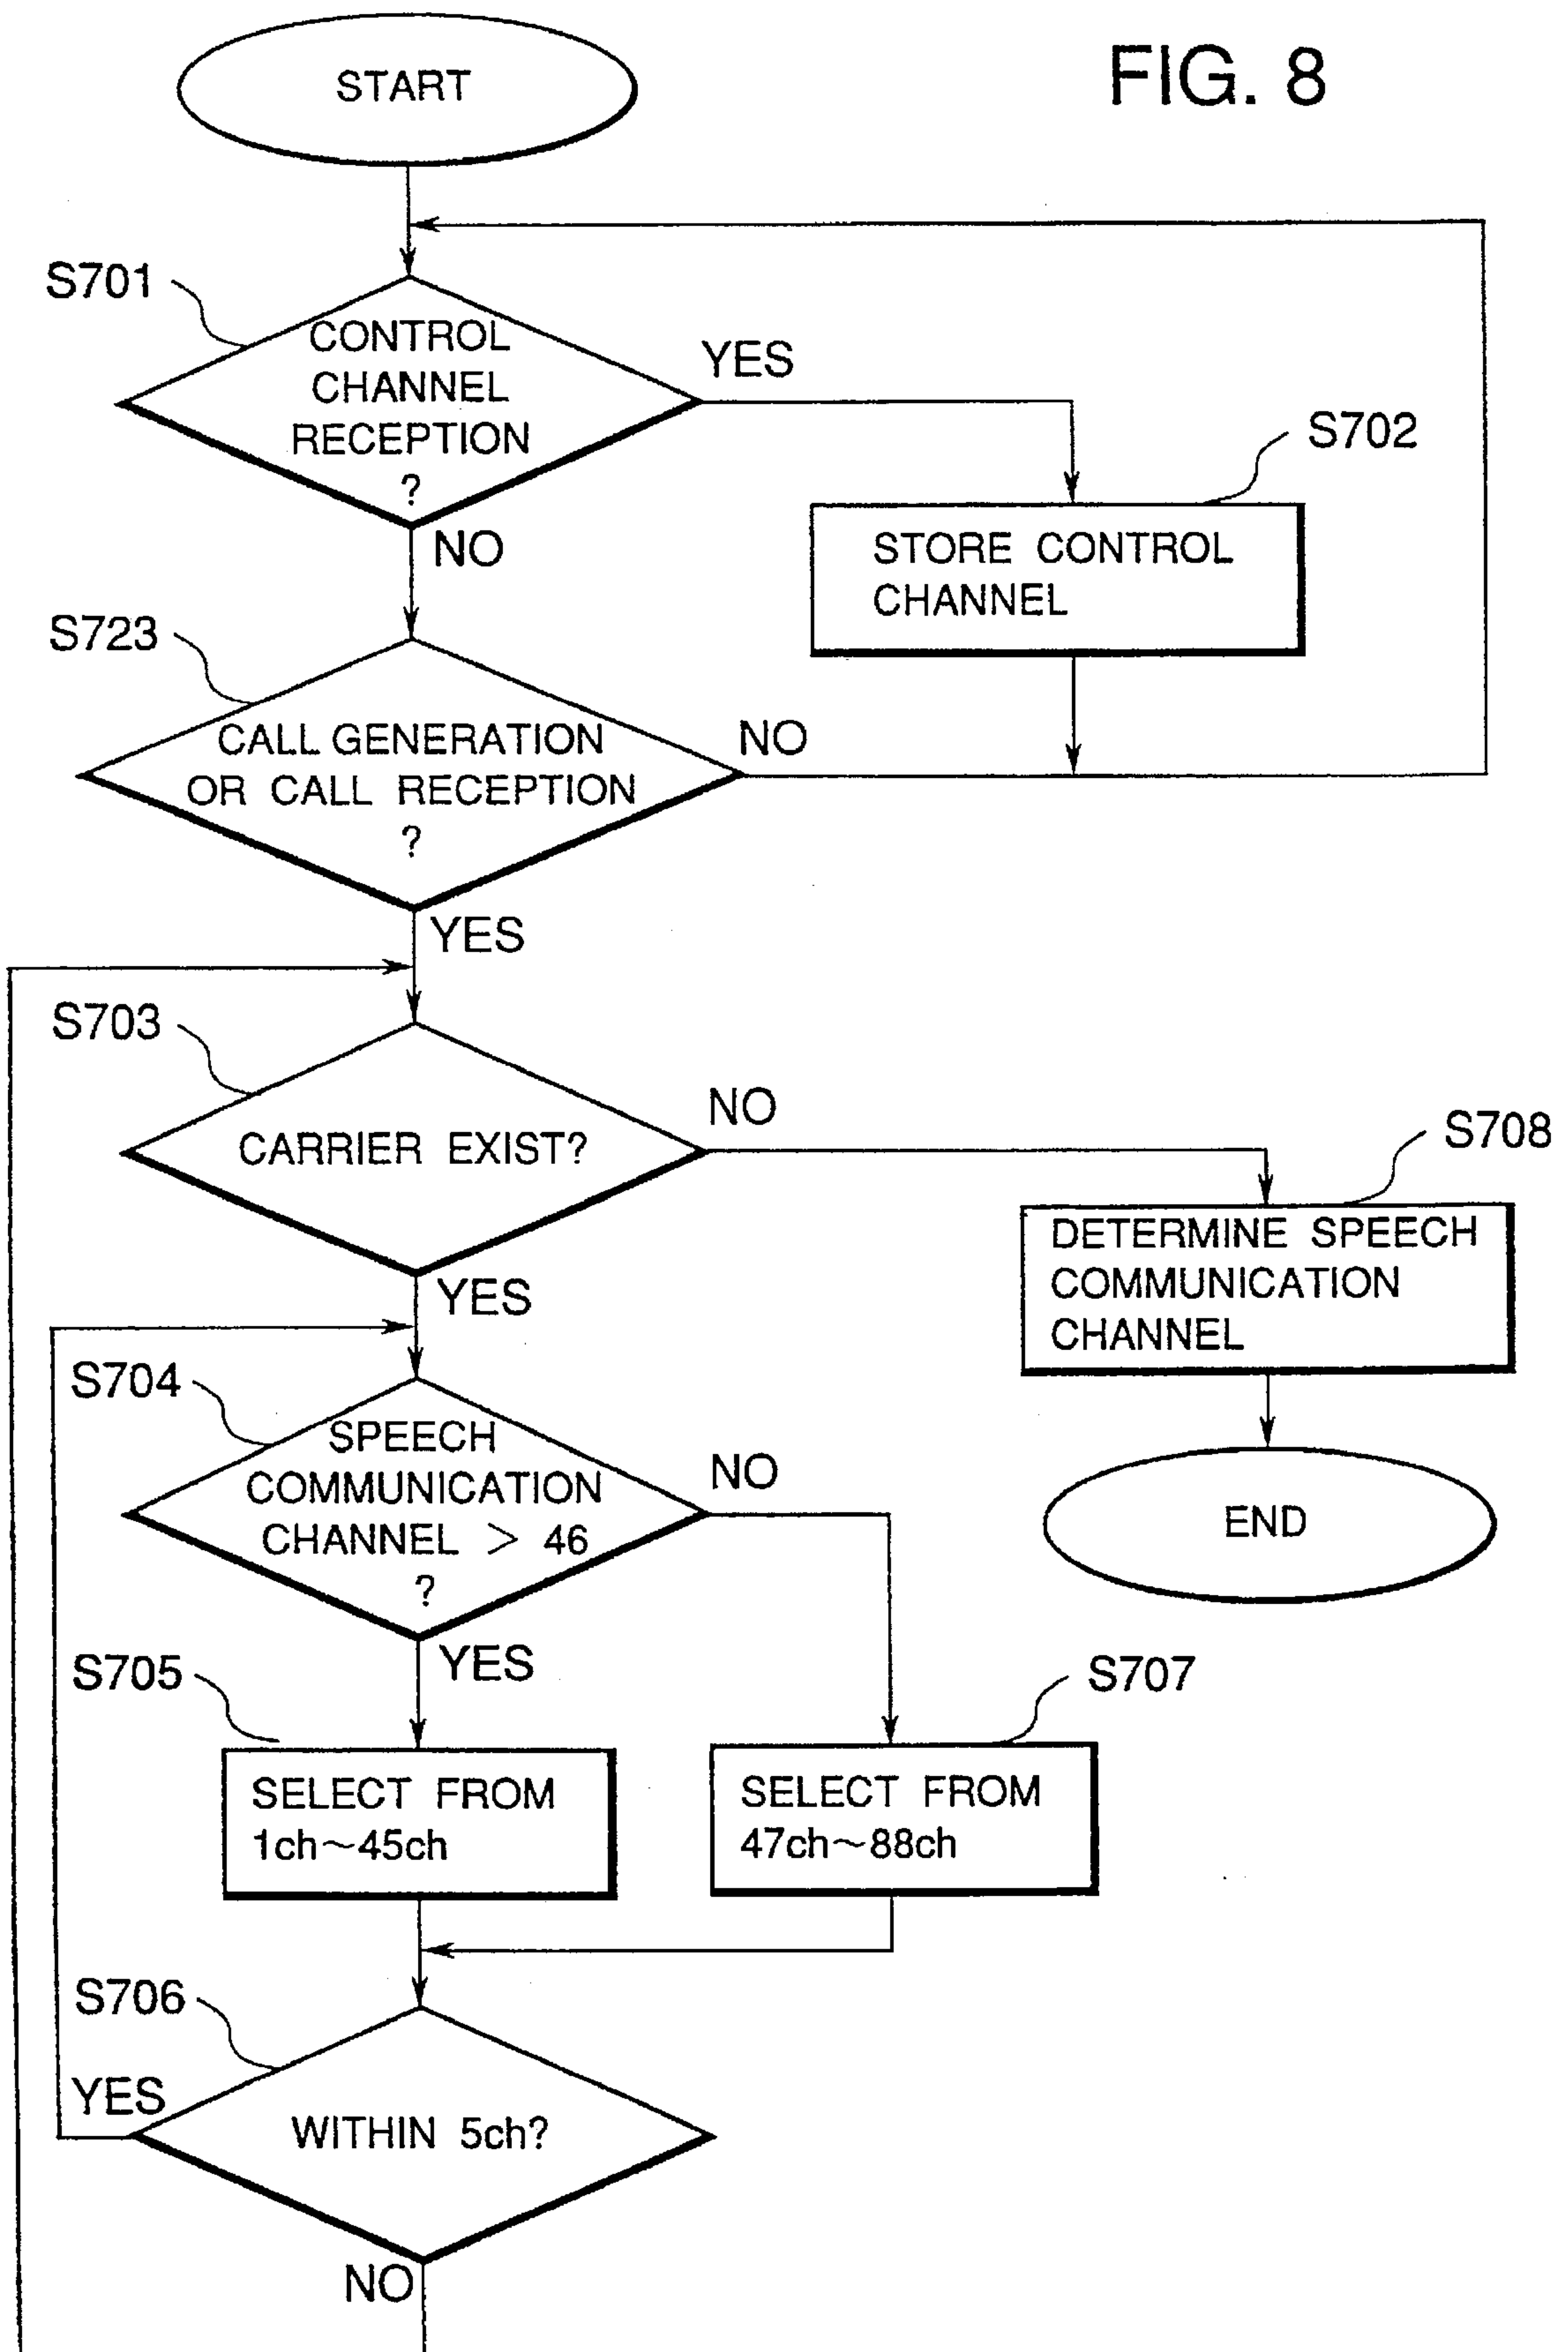 START
FIG. 8
S701
CONTROL
CHANNEL
RECEPTION
?
YES
NO
S702
STORE CONTROL
CHANNEL
S723
CALL GENERATION
OR CALL RECEPTION
?
NO
YES
S703
CARRIER EXIST?
NO
YES
S708
DETERMINE SPEECH
COMMUNICATION
CHANNEL
END
S704
SPEECH
COMMUNICATION
CHANNEL > 46
?
NO
YES
S705
SELECT FROM
1ch~45ch
S707
SELECT FROM
47ch~88ch
S706
WITHIN 5ch?
YES
NO